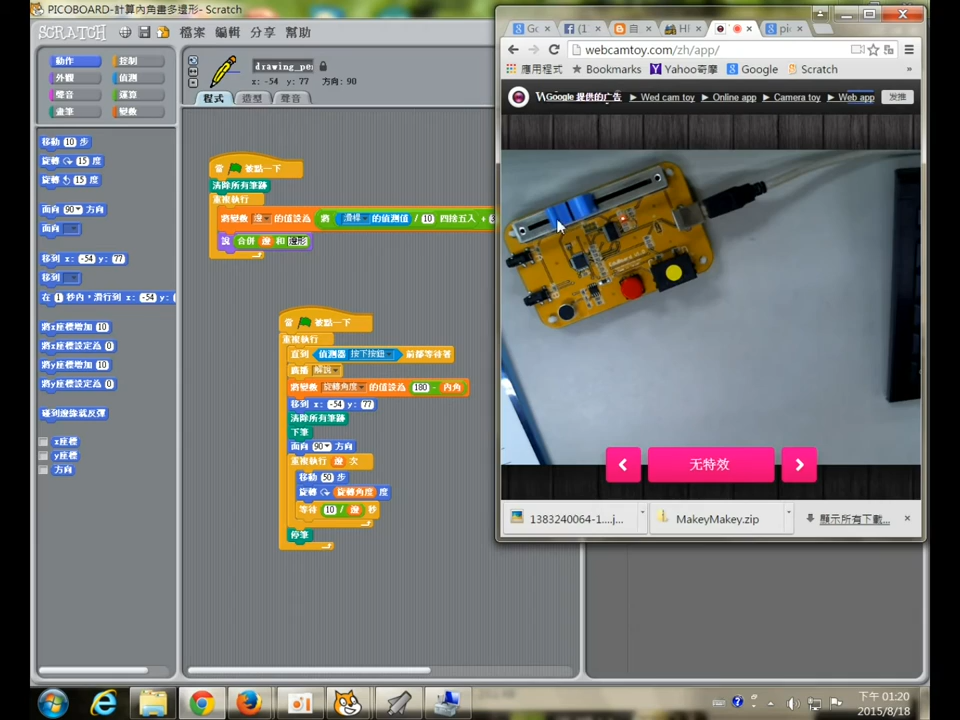 PICOBOARD-計算內角畫多邊形- Scratch
SCRATCH
檔案 編輯 分享 幫助
動作 控制
外觀 偵測
聲音 運算
畫筆 變數
移動 10 步
旋轉 15 度
旋轉 15 度
面向 90 方向
面向
移到 x: -54 y: 77
移到
在 1 秒內，滑行到 x: -54 y:
將x座標增加 10
將x座標設定為 0
將y座標增加 10
將y座標設定為 0
碰到邊緣就反彈
x座標
y座標
方向
drawing_pe
x: -54 y: 77 方向: 90
程式 造型 聲音
當 被點一下
清除所有筆跡
重複執行
將變數 邊 的值設為 將 滑桿 的偵測值 / 10 四捨五入 + 3
說 合併 邊 和 邊形
當 被點一下
重複執行
直到 偵測器 按下按鈕 前都等待著
廣播 解說
將變數 旋轉角度 的值設為 180 - 內角
移到 x: -54 y: 77
清除所有筆跡
下筆
面向 90 方向
重複執行 邊 次
移動 50 步
旋轉 旋轉角度 度
等待 10 / 邊 秒
停筆
webcamtoy.com/zh/app/
應用程式 Bookmarks Yahoo奇摩 Google Scratch »
Google 提供的广告 ▶ Wed cam toy ▶ Online app ▶ Camera toy ▶ Web app 发推
无特效
1383240064-1....j... MakeyMakey.zip 顯示所有下載...
下午 01:20
2015/8/18